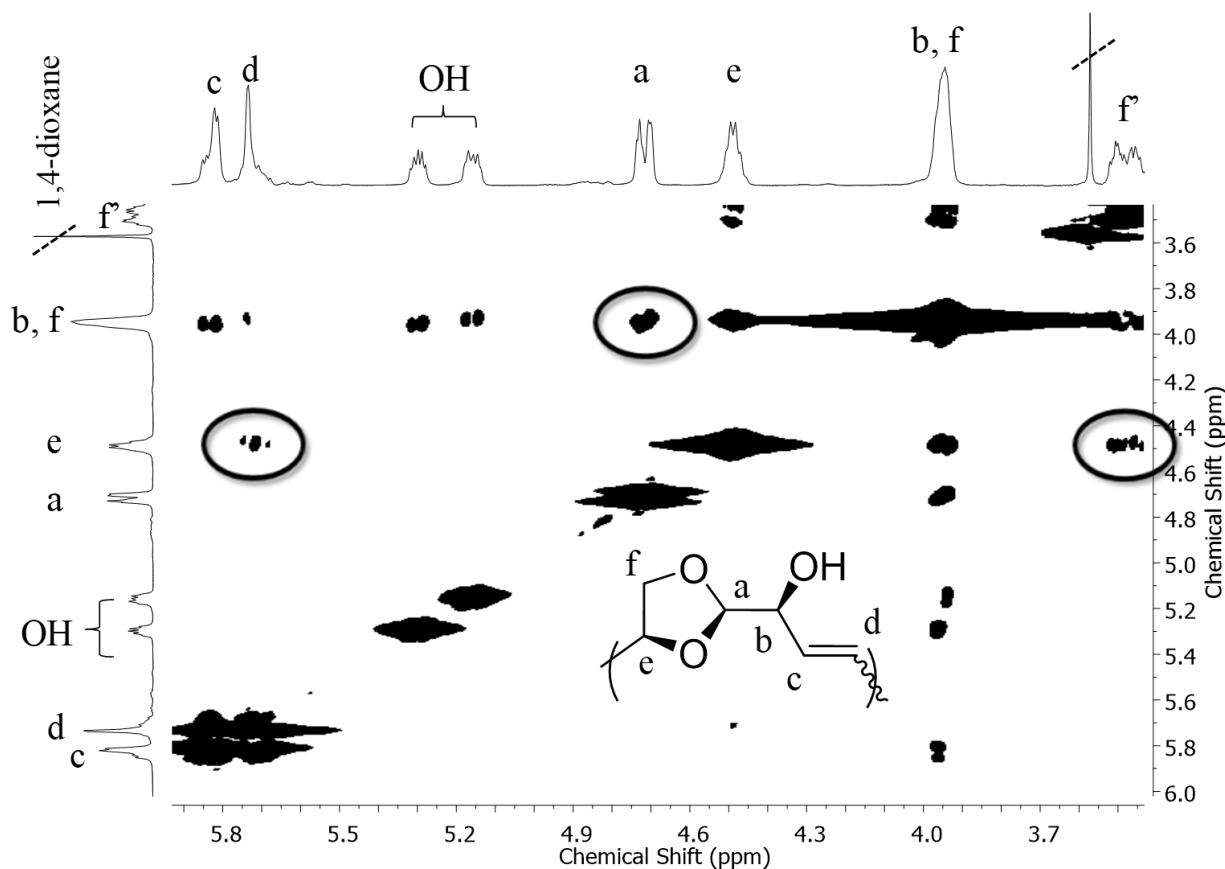 1,4-dioxane
c
d
OH
a
e
b, f
f’
f’
b, f
e
a
OH
d
c
3.6
3.8
4.0
4.2
4.4
4.6
4.8
5.0
5.2
5.4
5.6
5.8
6.0
Chemical Shift (ppm)
f
O
OH
a
O
b
d
e
c
5.8
5.5
5.2
4.9
4.6
4.3
4.0
3.7
Chemical Shift (ppm)